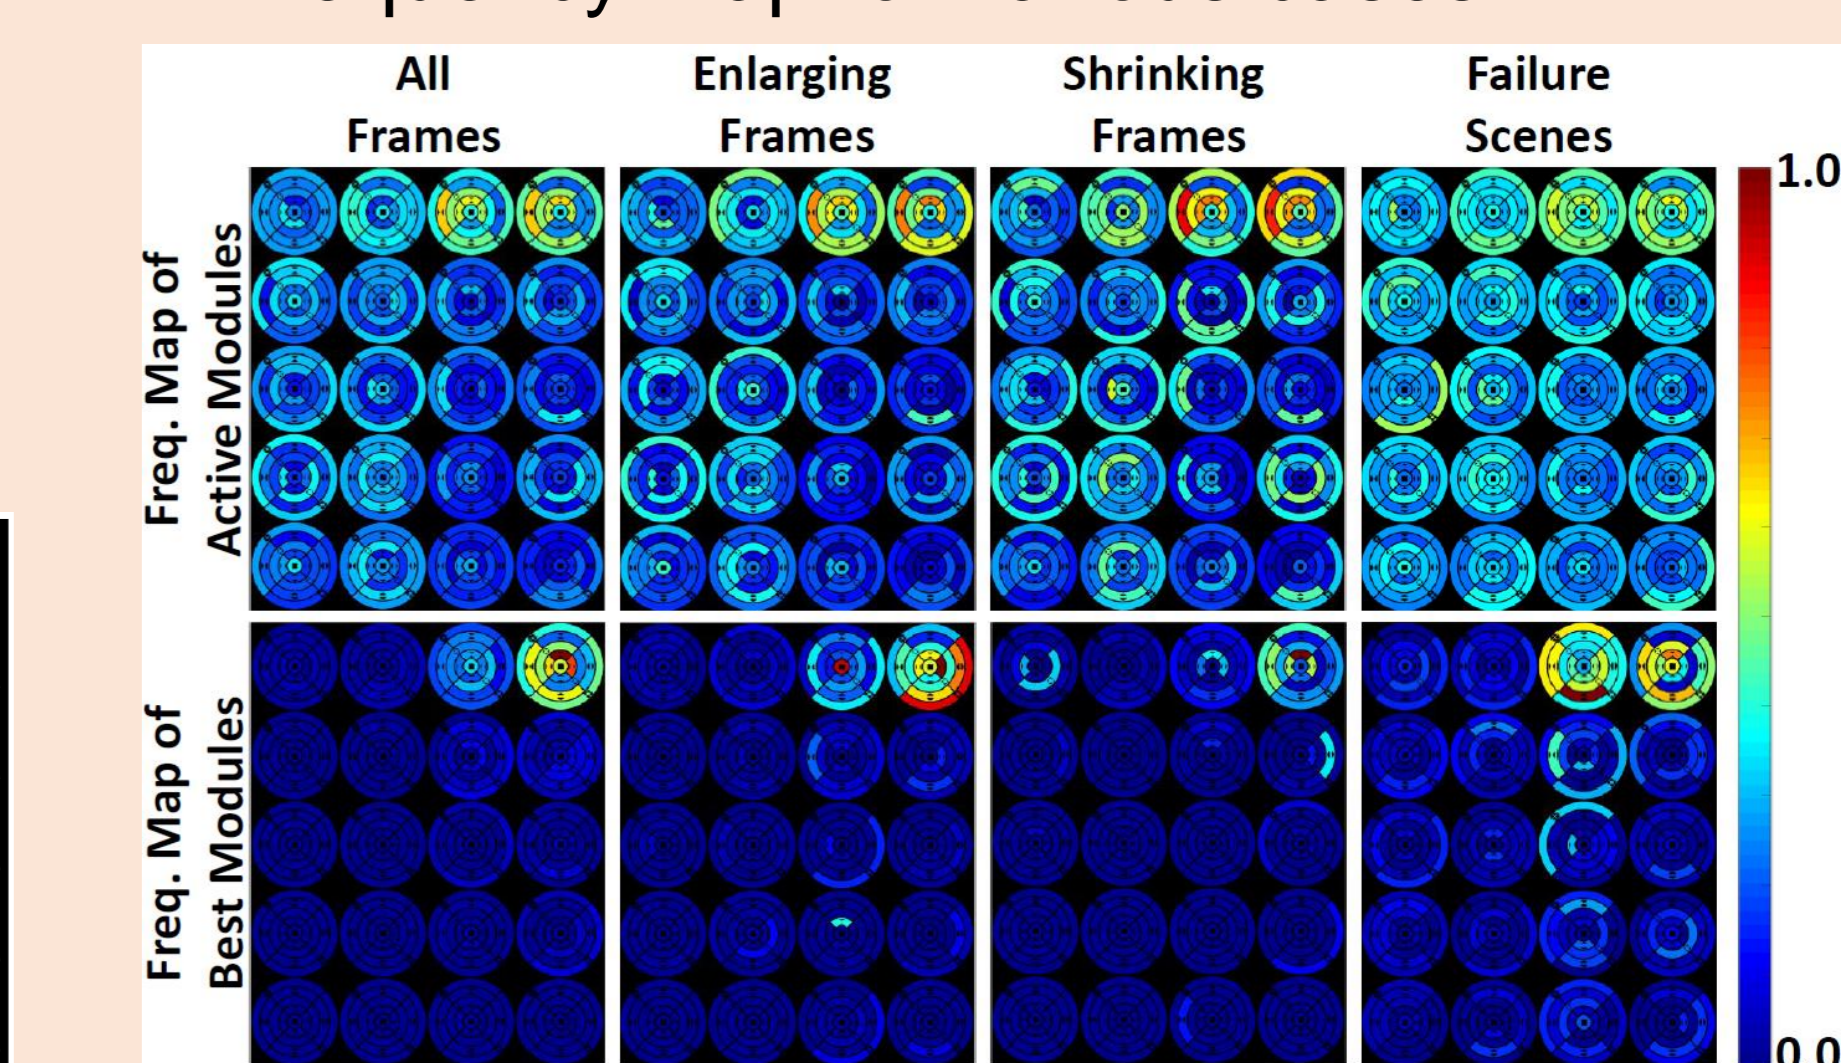 All
Frames
Enlarging
Frames
Shrinking
Frames
Failure
Scenes
Freq. Map of
Active Modules
Freq. Map of
Best Modules
1.0
0.0